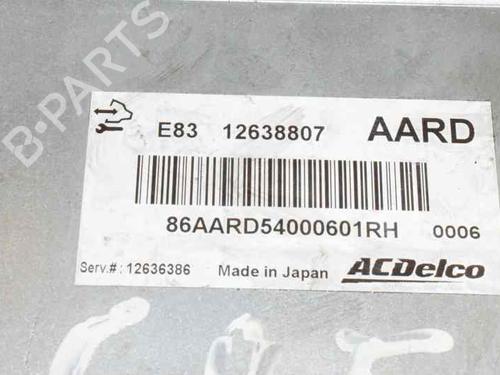 B-PARTS
E83 12638807 AARD
86AARD54000601RH 0006
Serv.#: 12636386 Made in Japan ACDelco